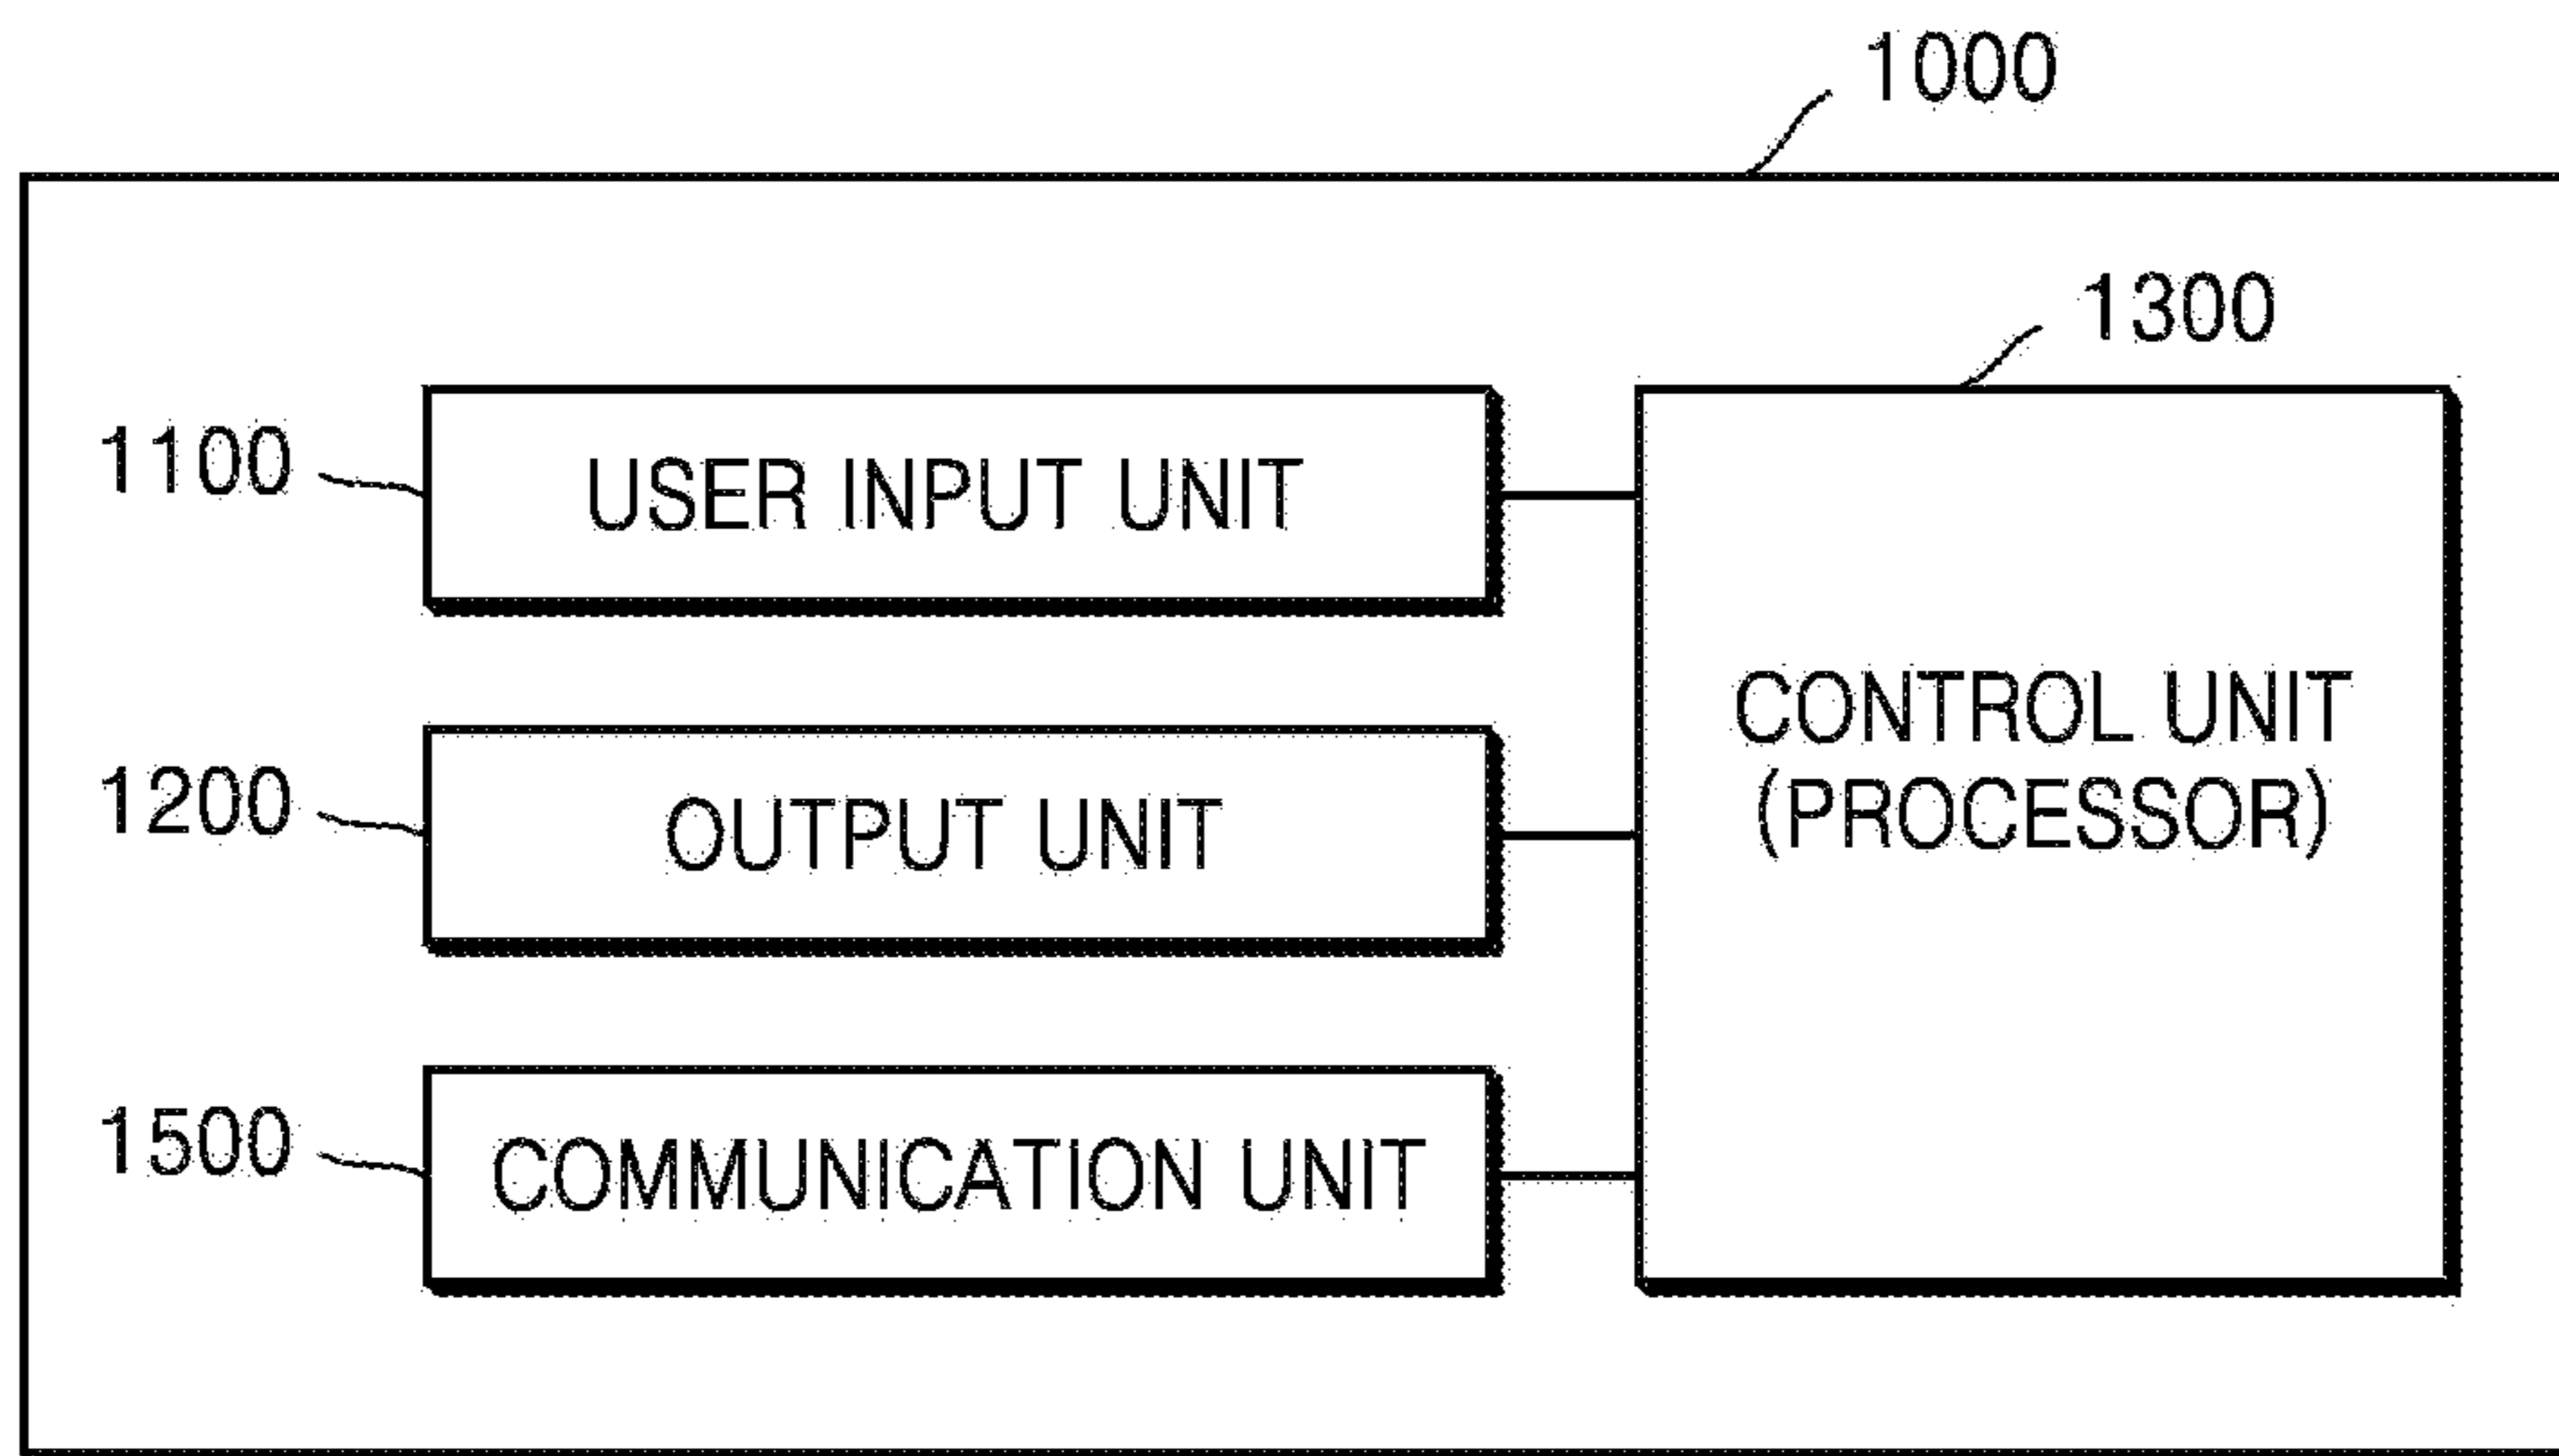 1000
1300
1100
USER INPUT UNIT
CONTROL UNIT
(PROCESSOR)
1200
OUTPUT UNIT
1500
COMMUNICATION UNIT